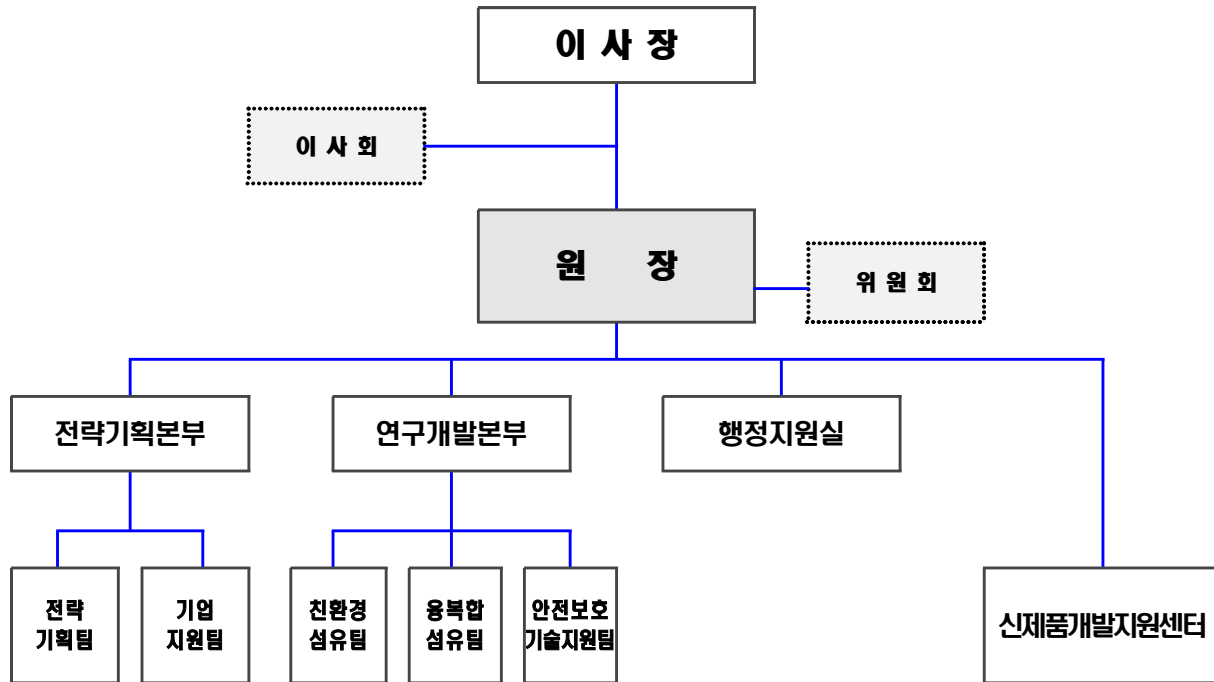 이 사 장
이 사 회
원 장
위 원 회
전략기획본부
연구개발본부
행정지원실
전략
기획팀
기업
지원팀
친환경
섬유팀
융복합
섬유팀
안전보호
기술지원팀
신제품개발지원센터